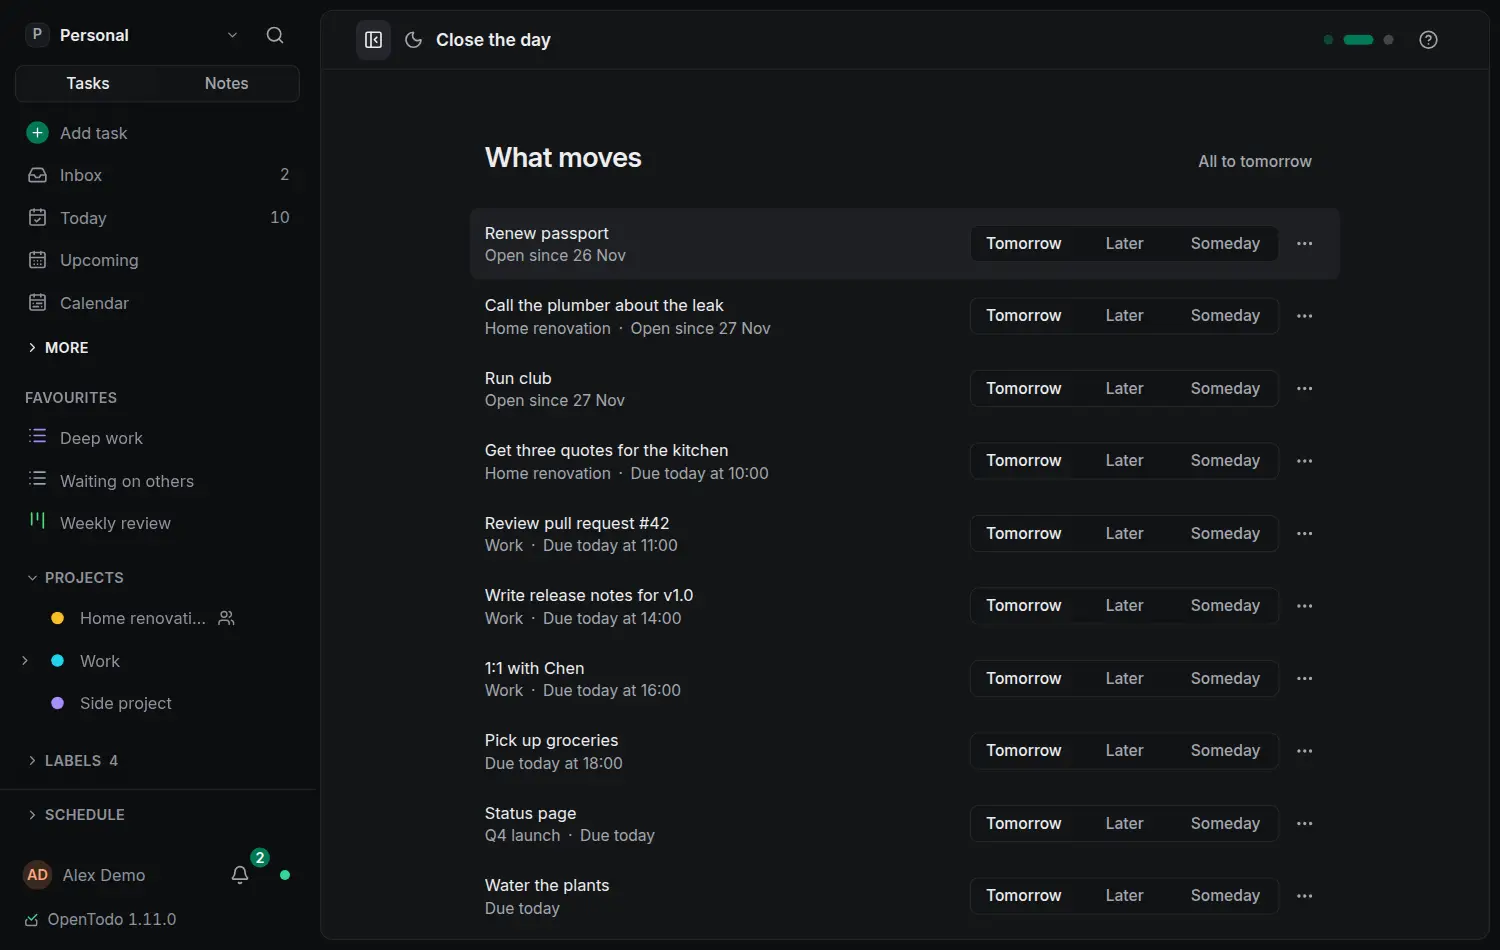 P Personal
Tasks Notes
Add task
Inbox 2
Today 10
Upcoming
Calendar
MORE
FAVOURITES
Deep work
Waiting on others
Weekly review
PROJECTS
Home renovati...
Work
Side project
LABELS 4
SCHEDULE
AD Alex Demo 2
OpenTodo 1.11.0
Close the day
What moves All to tomorrow
Renew passport
Open since 26 Nov
Tomorrow Later Someday
Call the plumber about the leak
Home renovation · Open since 27 Nov
Tomorrow Later Someday
Run club
Open since 27 Nov
Tomorrow Later Someday
Get three quotes for the kitchen
Home renovation · Due today at 10:00
Tomorrow Later Someday
Review pull request #42
Work · Due today at 11:00
Tomorrow Later Someday
Write release notes for v1.0
Work · Due today at 14:00
Tomorrow Later Someday
1:1 with Chen
Work · Due today at 16:00
Tomorrow Later Someday
Pick up groceries
Due today at 18:00
Tomorrow Later Someday
Status page
Q4 launch · Due today
Tomorrow Later Someday
Water the plants
Due today
Tomorrow Later Someday